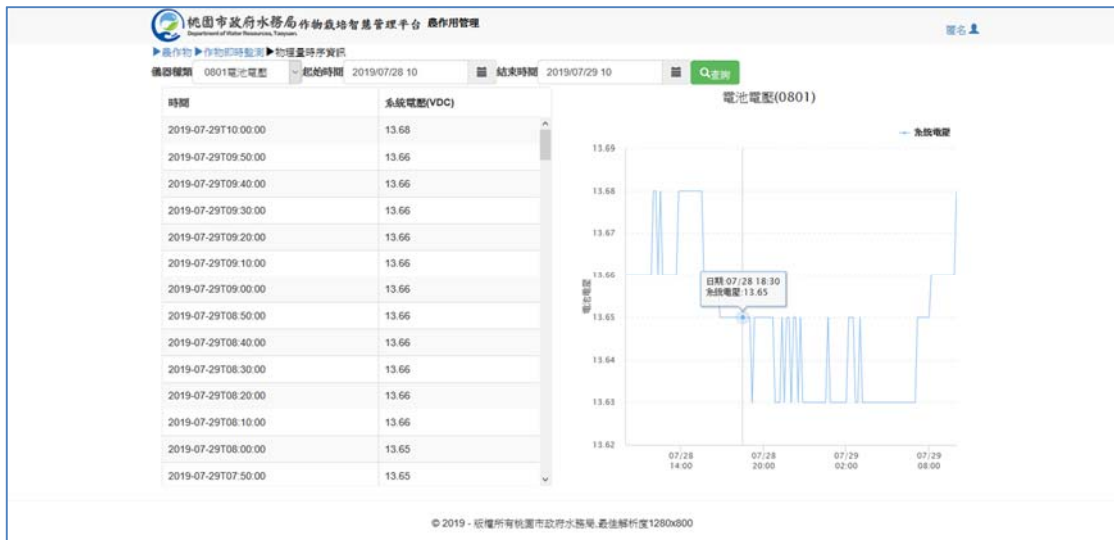 桃園市政府水務局作物栽培智慧管理平台 農作用管理
Department of Water Resources, Taoyuan.
匿名
▶農作物▶作物即時監測▶物理量時序資訊
儀器種類 0801電池電壓 起始時間 2019/07/28 10 結束時間 2019/07/29 10 查詢
時間 系統電壓(VDC)
2019-07-29T10:00:00 13.68
2019-07-29T09:50:00 13.66
2019-07-29T09:40:00 13.66
2019-07-29T09:30:00 13.66
2019-07-29T09:20:00 13.66
2019-07-29T09:10:00 13.66
2019-07-29T09:00:00 13.66
2019-07-29T08:50:00 13.66
2019-07-29T08:40:00 13.66
2019-07-29T08:30:00 13.66
2019-07-29T08:20:00 13.66
2019-07-29T08:10:00 13.66
2019-07-29T08:00:00 13.65
2019-07-29T07:50:00 13.65
電池電壓(0801)
系統電壓
13.69
13.68
13.67
13.66
13.65
13.64
13.63
13.62
電池電壓
日期:07/28 18:30
系統電壓:13.65
07/28 07/28 07/29 07/29
14:00 20:00 02:00 08:00
© 2019 - 版權所有桃園市政府水務局.最佳解析度1280x800